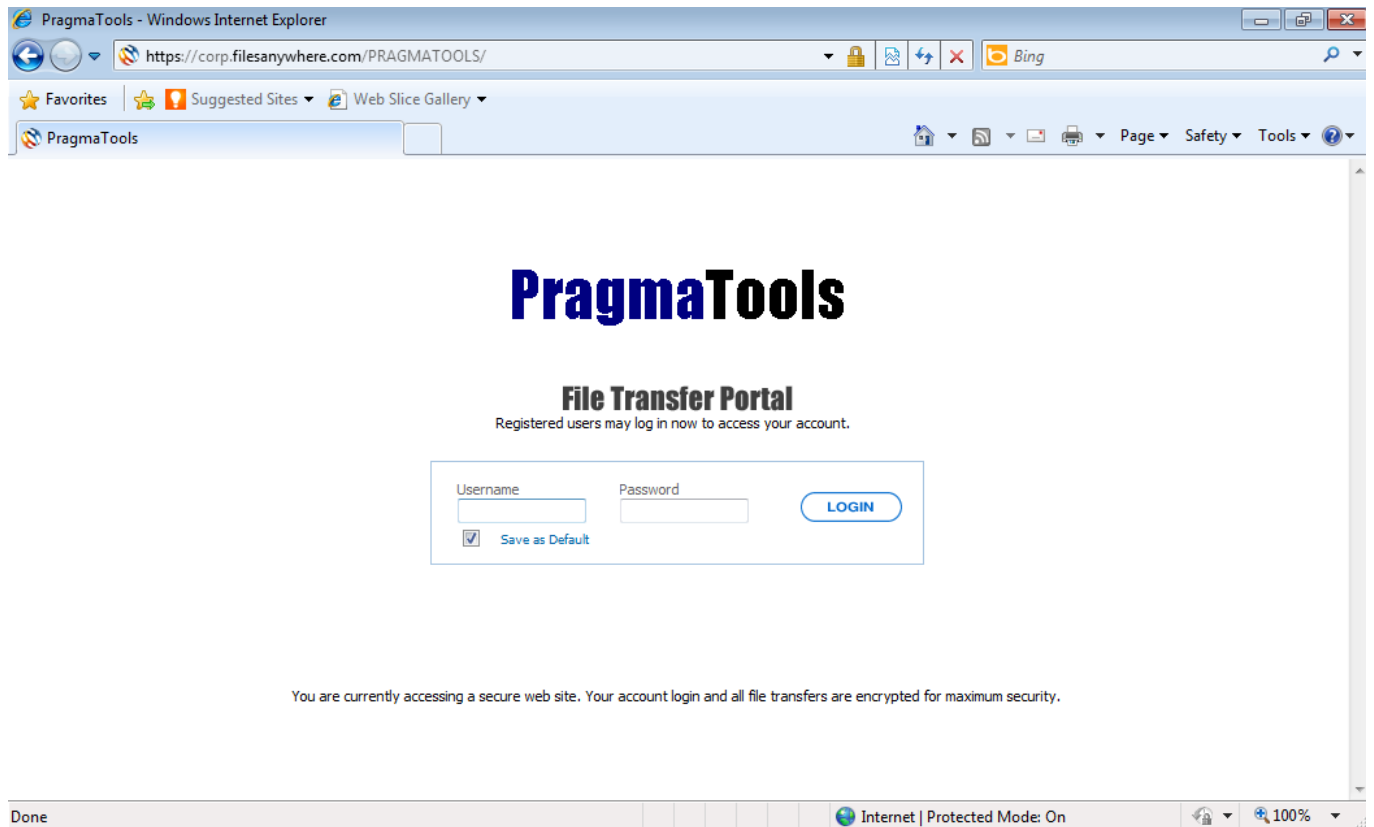 PragmaTools - Windows Internet Explorer
https://corp.filesanywhere.com/PRAGMATOOLS/
Bing
Favorites Suggested Sites Web Slice Gallery
PragmaTools Page Safety Tools
PragmaTools
File Transfer Portal
Registered users may log in now to access your account.
Username Password
LOGIN
Save as Default
You are currently accessing a secure web site. Your account login and all file transfers are encrypted for maximum security.
Done Internet | Protected Mode: On 100%